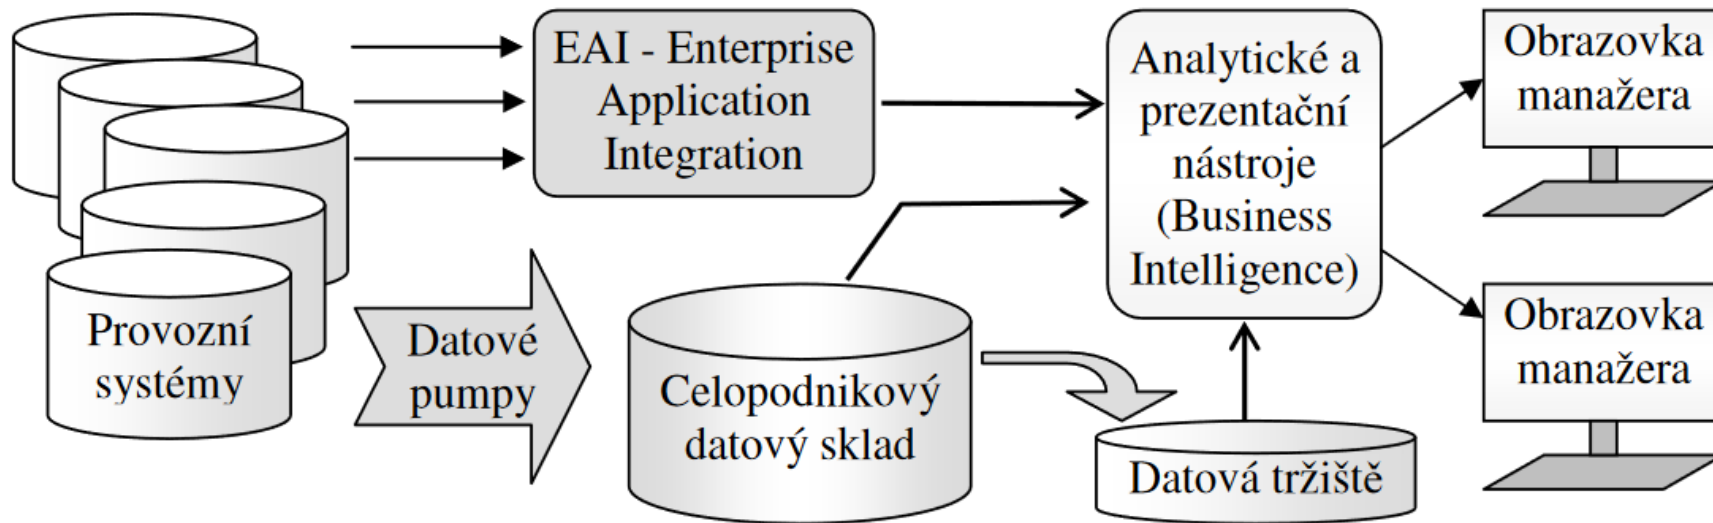 Provozní
systémy
EAI - Enterprise
Application
Integration
Datové
pumpy
Celopodnikový
datový sklad
Datová tržiště
Analytické a
prezentační
nástroje
(Business
Intelligence)
Obrazovka
manažera
Obrazovka
manažera